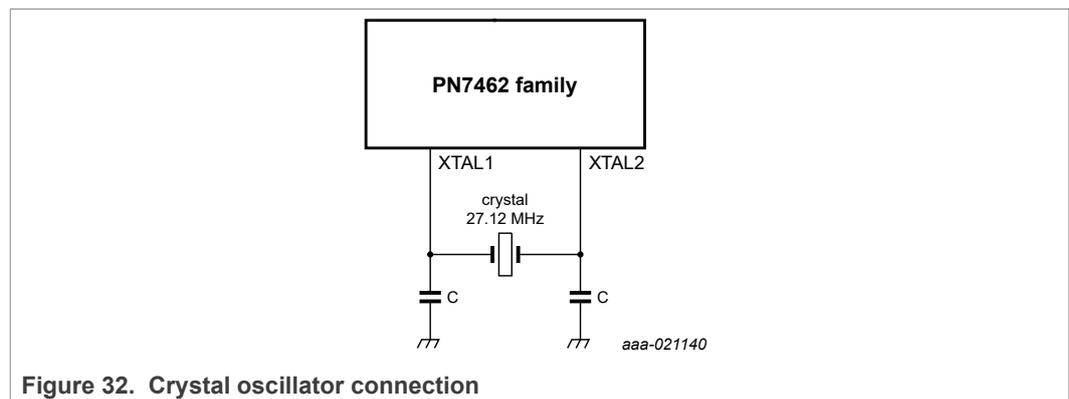 PN7462 family
XTAL1
XTAL2
crystal
27.12 MHz
C
C
aaa-021140
Figure 32. Crystal oscillator connection